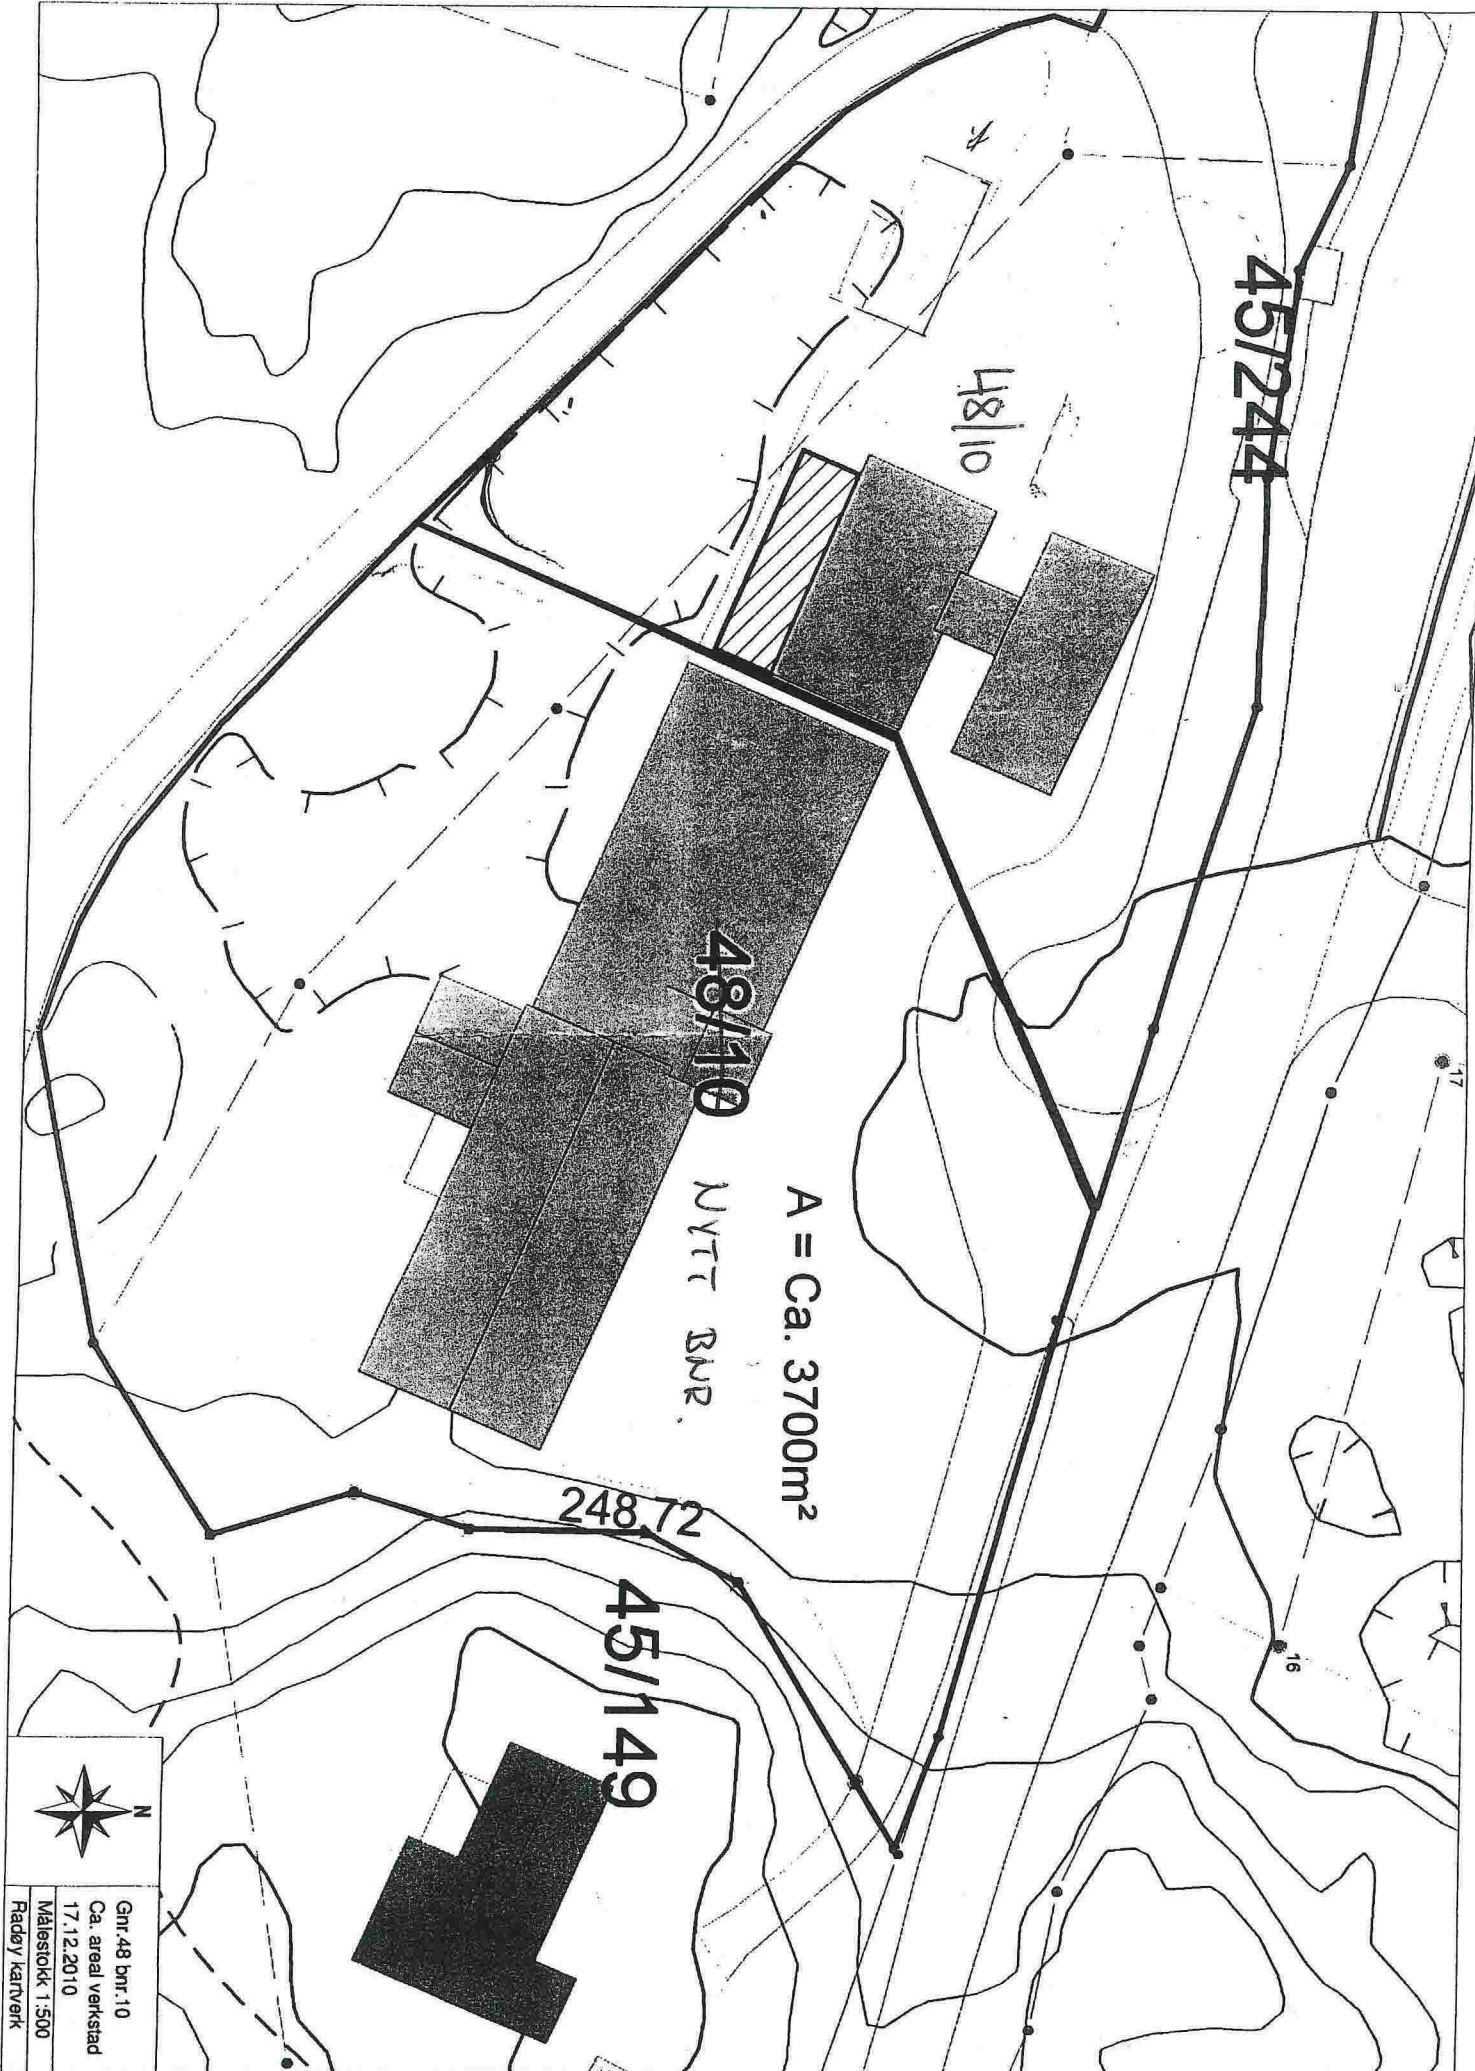 45/244
48/10
48/10
NYTT BNR.
A = Ca. 3700m²
248,72
45/149
17
16
N
Gnr.48 bnr.10
Ca. areal verkstad
17.12.2010
Målestokk 1:500
Radøy kartverk